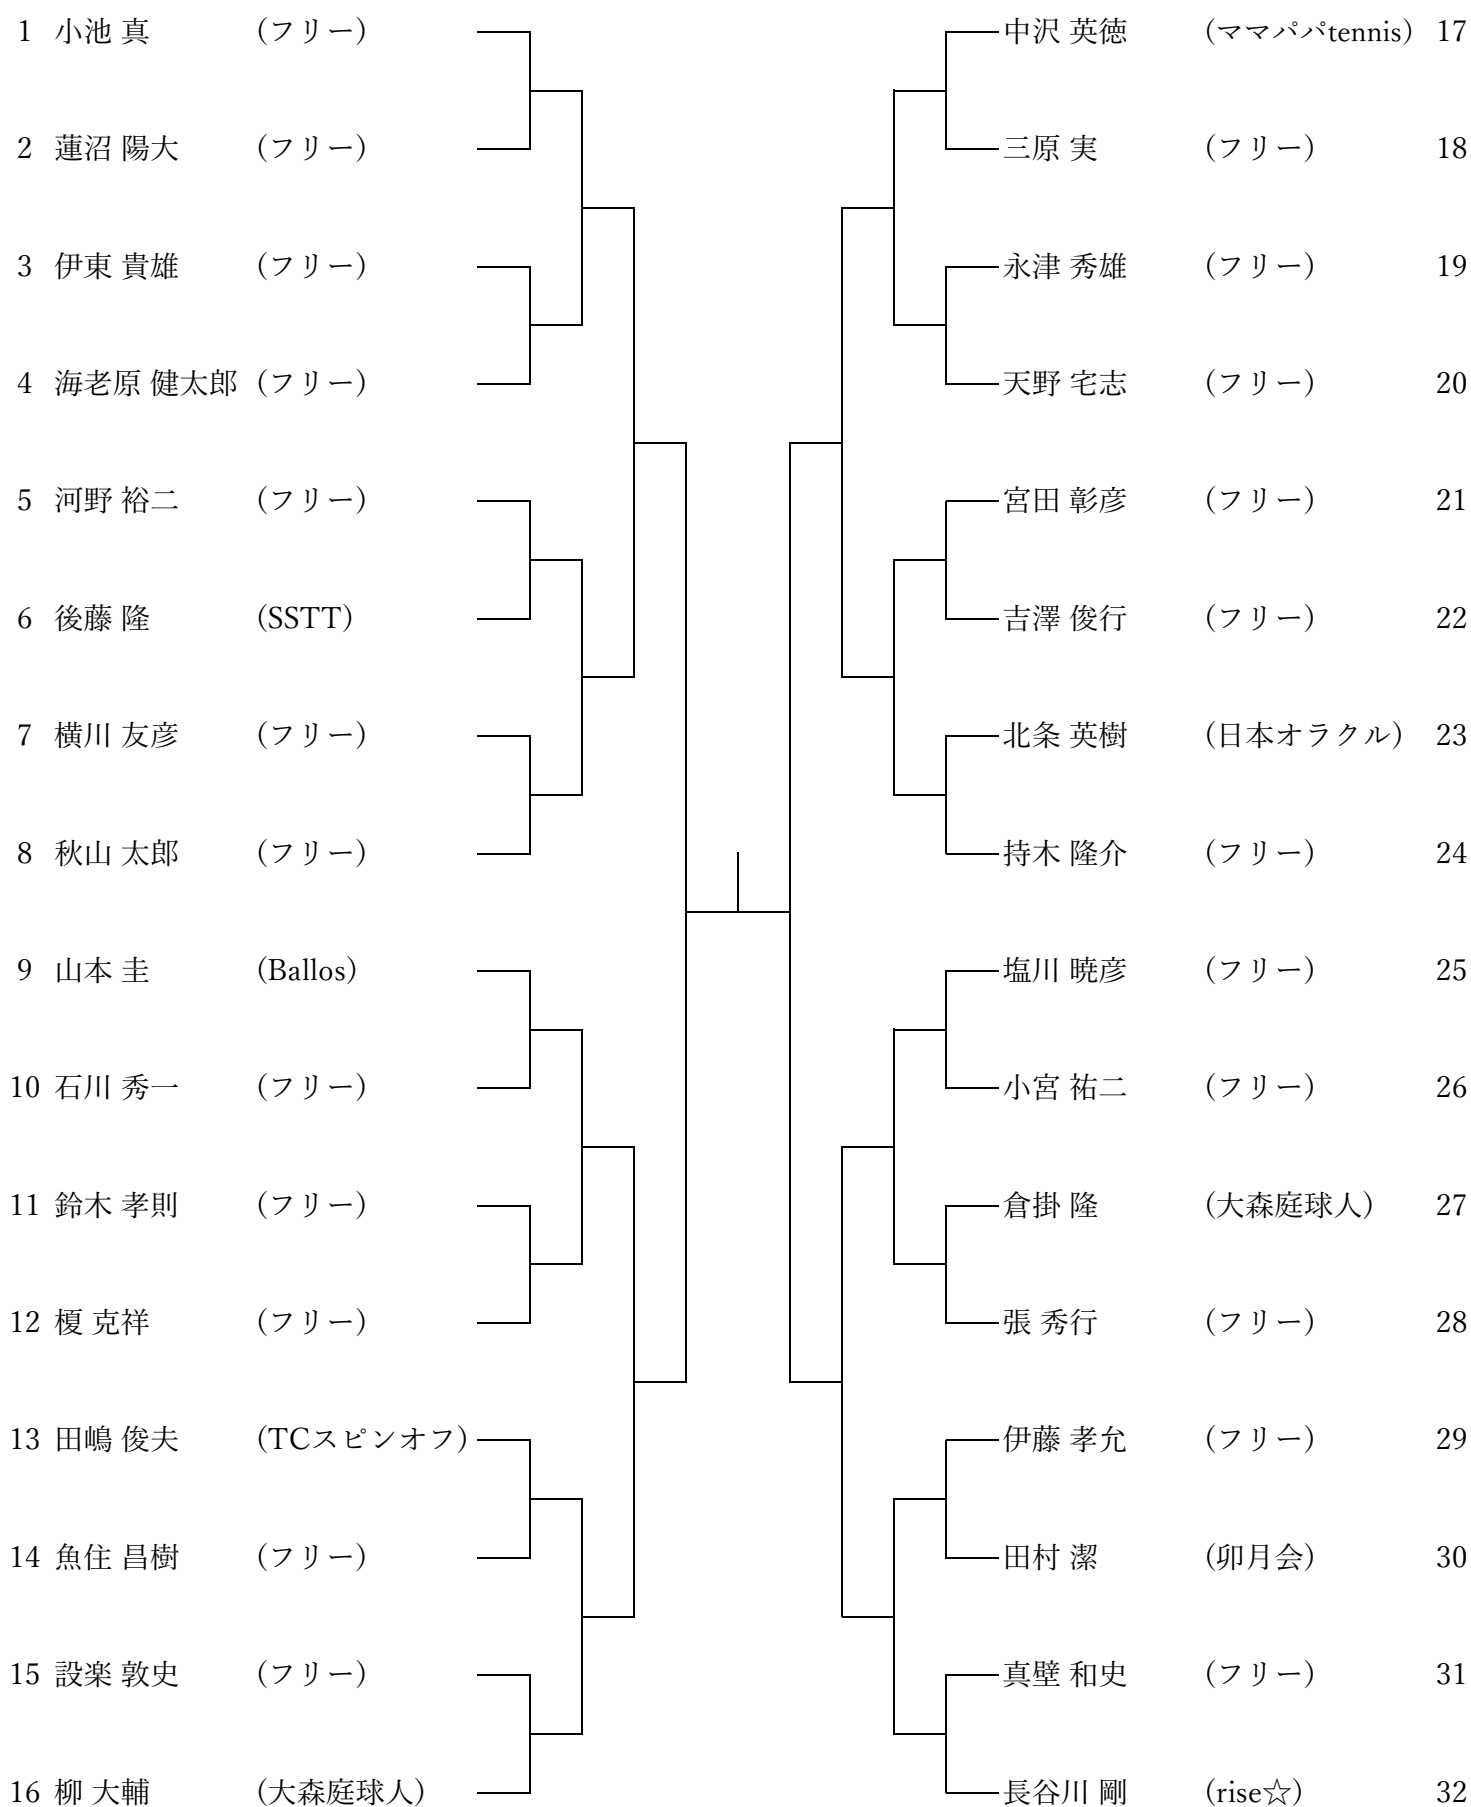 1 小池 真 (フリー)
2 蓮沼 陽大 (フリー)
3 伊東 貴雄 (フリー)
4 海老原 健太郎 (フリー)
5 河野 裕二 (フリー)
6 後藤 隆 (SSTT)
7 横川 友彦 (フリー)
8 秋山 太郎 (フリー)
9 山本 圭 (Ballos)
10 石川 秀一 (フリー)
11 鈴木 孝則 (フリー)
12 榎 克祥 (フリー)
13 田嶋 俊夫 (TCスピンオフ)
14 魚住 昌樹 (フリー)
15 設楽 敦史 (フリー)
16 柳 大輔 (大森庭球人)
中沢 英徳 (ママパパtennis) 17
三原 実 (フリー) 18
永津 秀雄 (フリー) 19
天野 宅志 (フリー) 20
宮田 彰彦 (フリー) 21
吉澤 俊行 (フリー) 22
北条 英樹 (日本オラクル) 23
持木 隆介 (フリー) 24
塩川 暁彦 (フリー) 25
小宮 祐二 (フリー) 26
倉掛 隆 (大森庭球人) 27
張 秀行 (フリー) 28
伊藤 孝允 (フリー) 29
田村 潔 (卯月会) 30
真壁 和史 (フリー) 31
長谷川 剛 (rise☆) 32